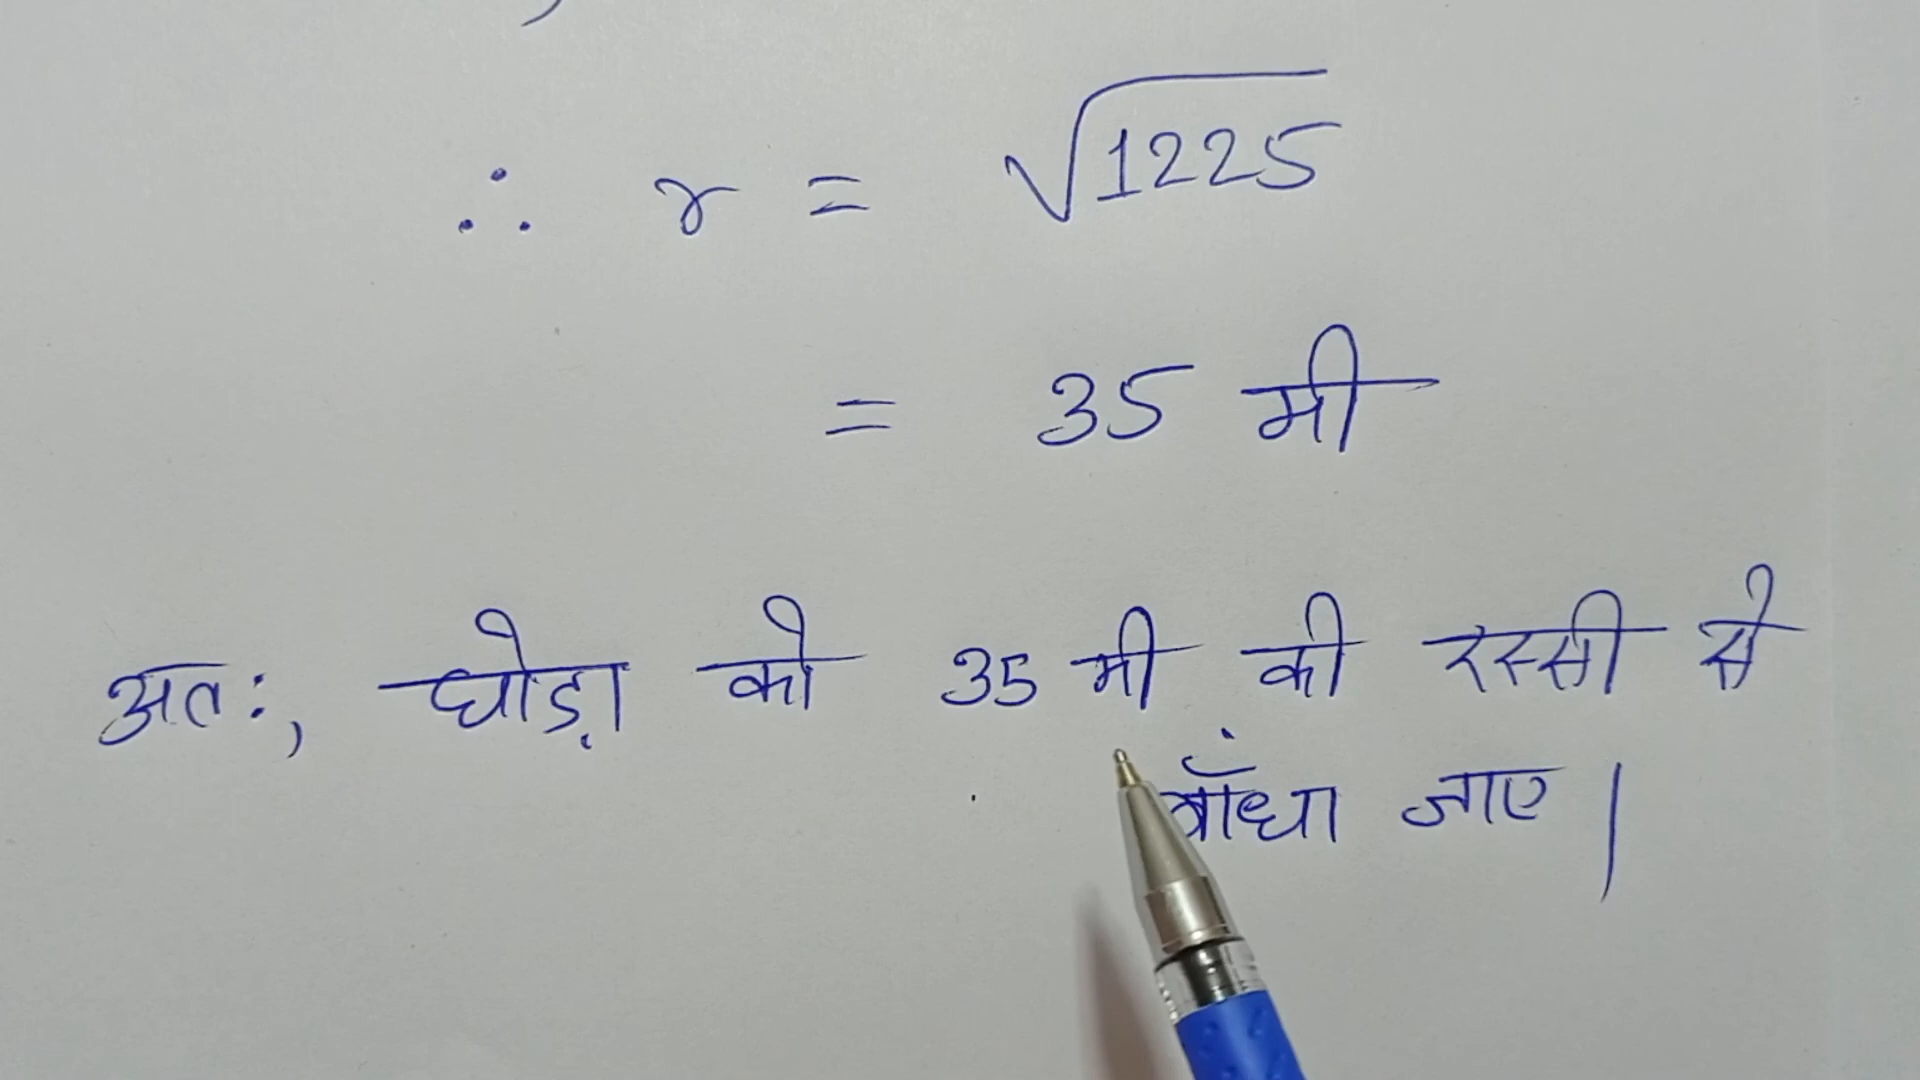 ∴ r = √1225
= 35 मी
अतः, घोड़ा को 35 मी की रस्सी से
बाँधा जाए |